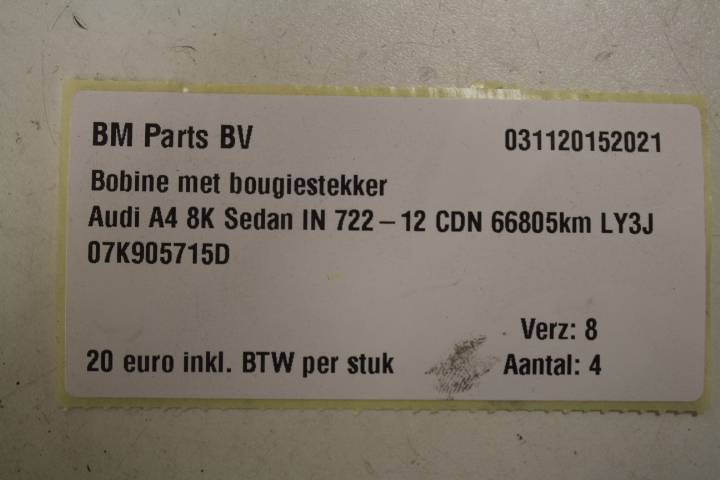 BM Parts BV 031120152021
Bobine met bougiestekker
Audi A4 8K Sedan IN 722-12 CDN 66805km LY3J
07K905715D
Verz: 8
20 euro inkl. BTW per stuk Aantal: 4